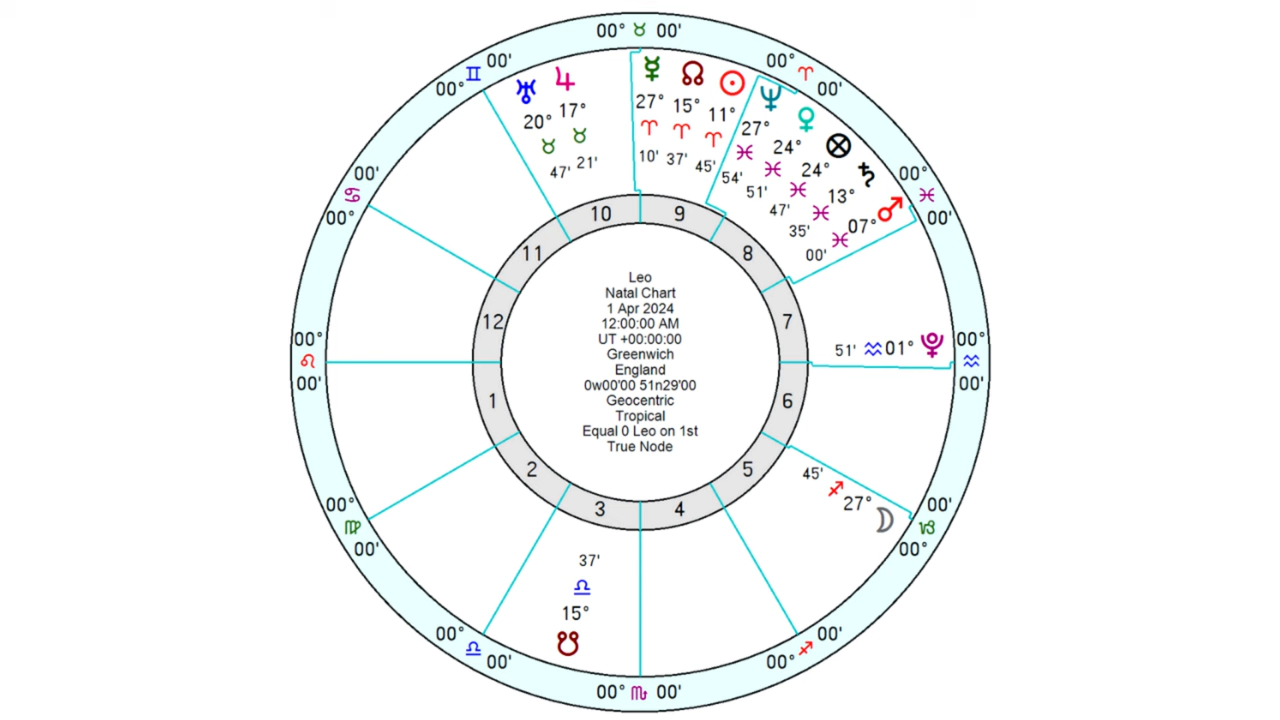 00° ♉ 00'
00° ♊ 00'
00° ♈ 00'
♅ 20° ♉ 47'
♃ 17° ♉ 21'
☿ 27° ♈ 10'
☊ 15° ♈ 37'
☉ 11° ♈ 45'
♆ 27° ♓ 54'
♀ 24° ♓ 51'
⊗ 24° ♓ 47'
♄ 13° ♓ 35'
♂ 07° ♓ 00'
00° ♋ 00'
00° ♓ 00'
10
9
11
8
12
7
Leo
Natal Chart
1 Apr 2024
12:00:00 AM
UT +00:00:00
Greenwich
England
0w00'00 51n29'00
Geocentric
Tropical
Equal 0 Leo on 1st
True Node
00° ♌ 00'
51' ♒ 01° ♇
00° ♒ 00'
1
6
2
5
3
4
45' ♐ 27° ☽
00° ♍ 00'
00° ♑ 00'
37' ♎ 15° ☋
00° ♎ 00'
00° ♐ 00'
00° ♏ 00'